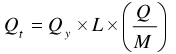 Q_t = Q_y × L × (Q/M)